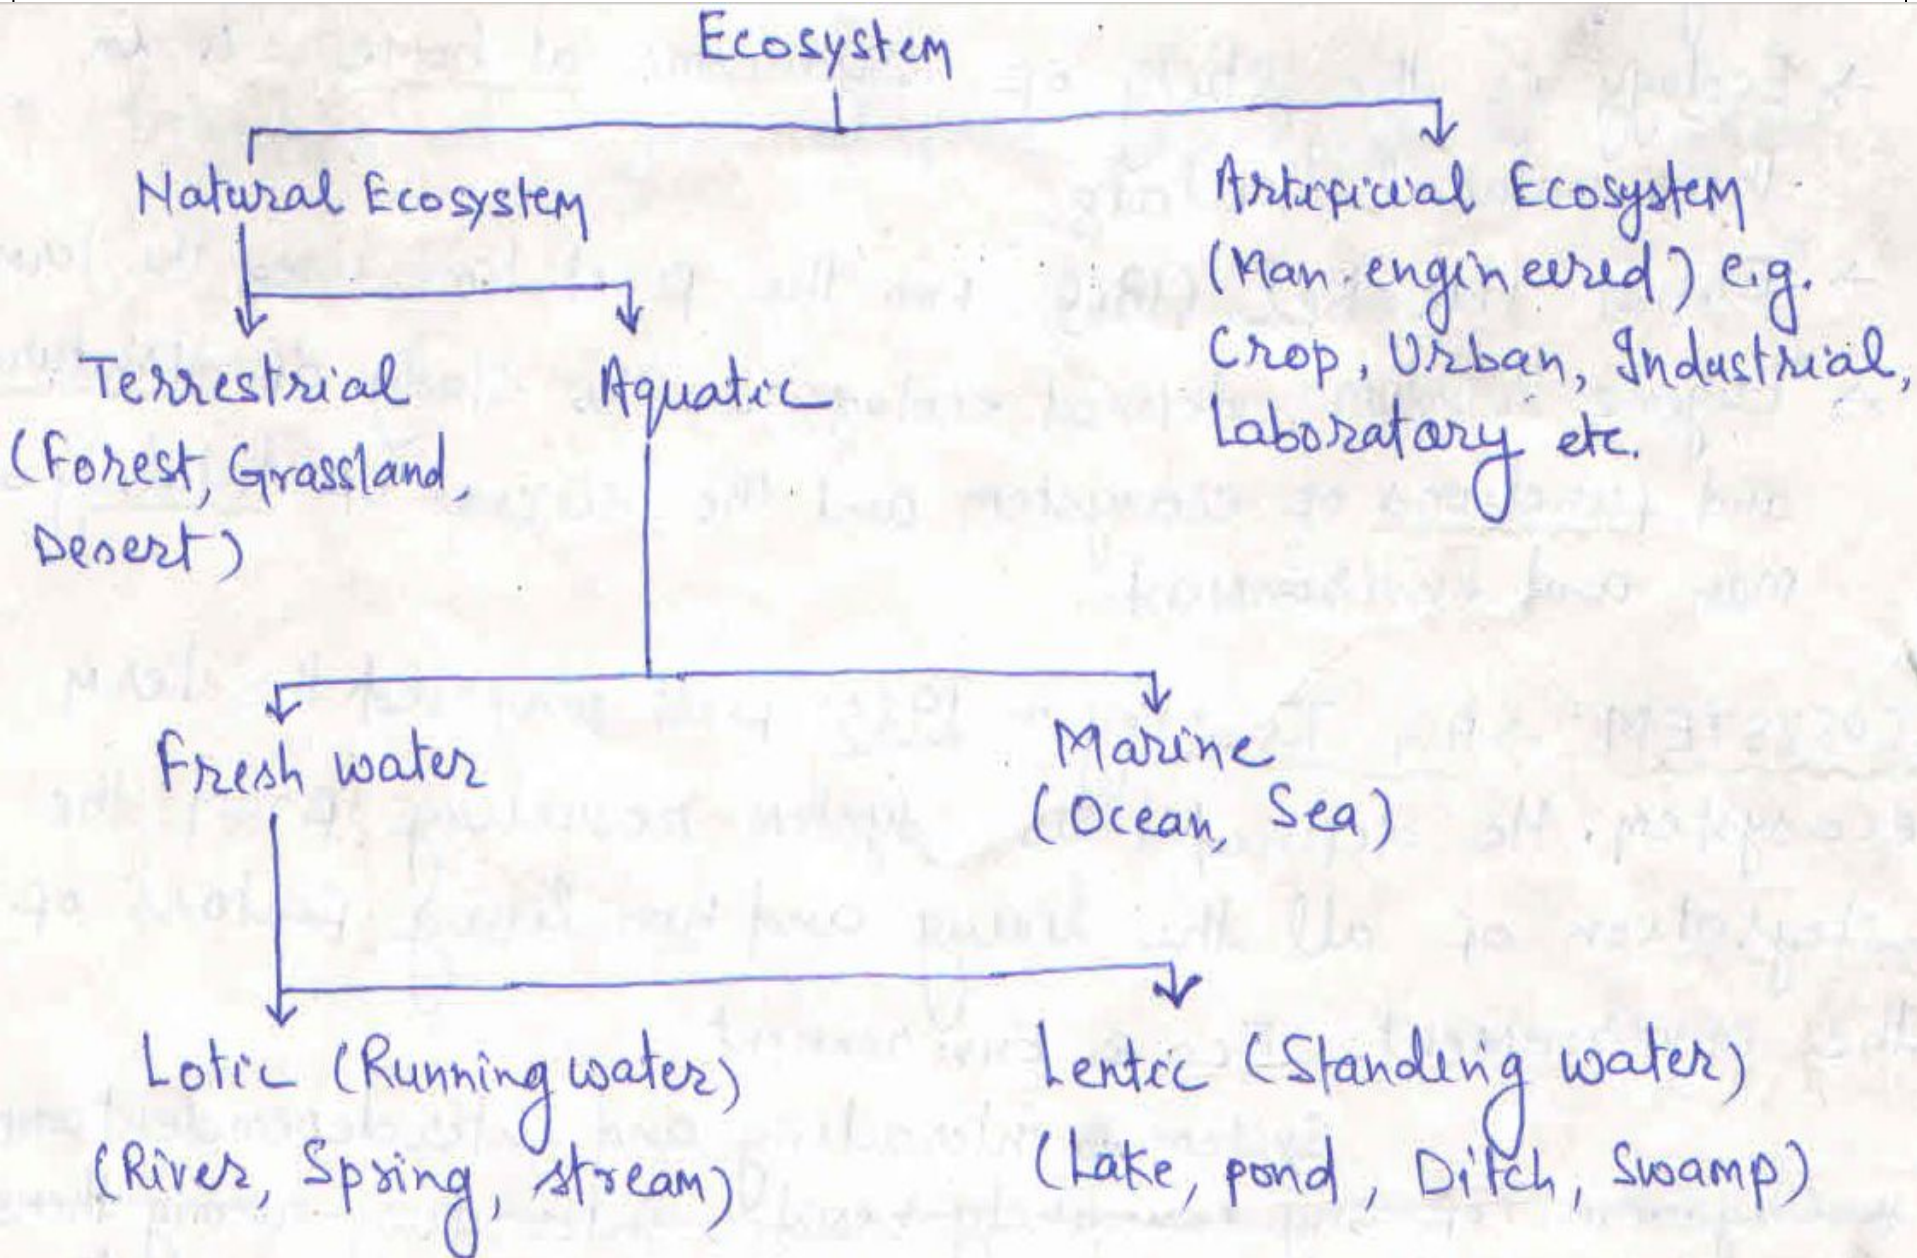 Ecosystem
Natural Ecosystem
Artificial Ecosystem
(Man.engineered) e.g.
Crop, Urban, Industrial,
Laboratory etc.
Terrestrial
(Forest, Grassland,
Desert)
Aquatic
Fresh water
Marine
(Ocean, Sea)
Lotic (Running water)
(River, Spring, stream)
Lentic (Standing water)
(Lake, pond, Ditch, Swamp)